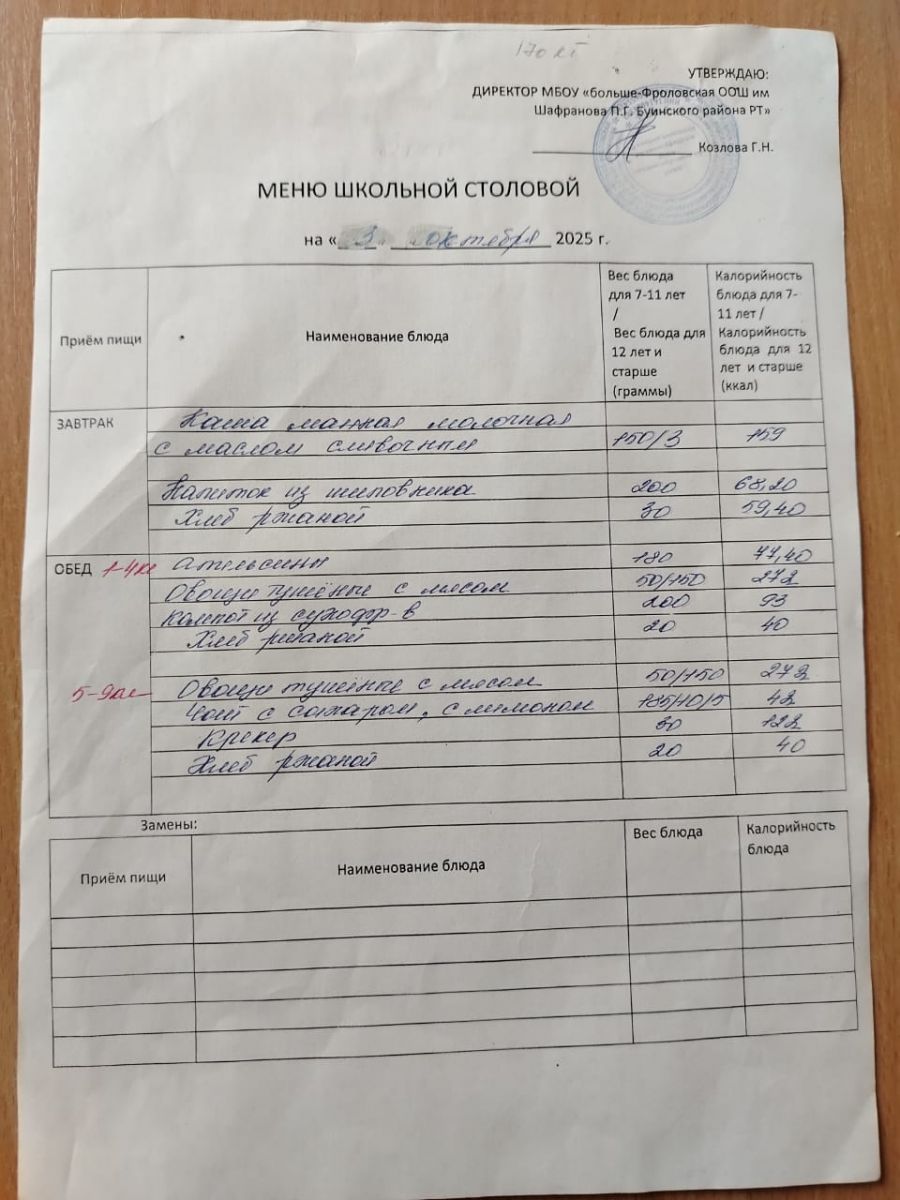 УТВЕРЖДАЮ:
ДИРЕКТОР МБОУ «больше-Фроловская ООШ им
Шафранова П.Г. Буинского района РТ»
Козлова Г.Н.
МЕНЮ ШКОЛЬНОЙ СТОЛОВОЙ
на « 3 » октября 2025 г.
Приём пищи
Наименование блюда
Вес блюда
для 7-11 лет
/
Вес блюда для
12 лет и
старше
(граммы)
Калорийность
блюда для 7-
11 лет /
Калорийность
блюда для 12
лет и старше
(ккал)
ЗАВТРАК Каша манная молочная
с маслом сливочным 150/3 159
Напиток из шиповника 200 68,20
Хлеб ржаной 30 59,40
ОБЕД 1-4кл Апельсины 180 77,40
Овощи тушёные с мясом 50/150 272
Компот из сухофр-в 200 93
Хлеб ржаной 20 40
5-9кл Овощи тушёные с мясом 50/150 272
Чай с сахаром, с лимоном 185/10/5 42
Крекер 30 122
Хлеб ржаной 20 40
Замены:
Приём пищи
Наименование блюда
Вес блюда
Калорийность
блюда